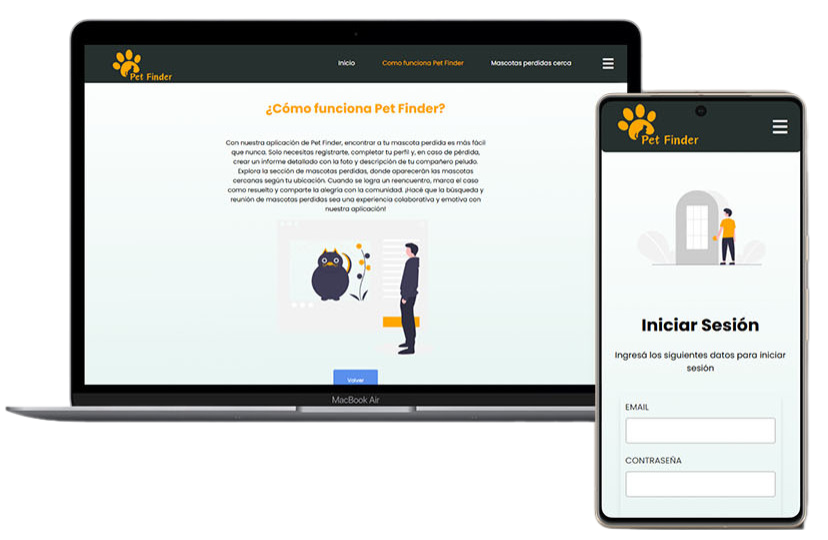 Pet Finder
Inicio
Como funciona Pet Finder
Mascotas perdidas cerca
¿Cómo funciona Pet Finder?
Con nuestra aplicación de Pet Finder, encontrar a tu mascota perdida es más fácil
que nunca. Solo necesitas registrarte, completar tu perfil y, en caso de pérdida,
crear un informe detallado con la foto y descripción de tu compañero peludo.
Explora la sección de mascotas perdidas, donde aparecerán las mascotas
cercanas según tu ubicación. Cuando se logra un reencuentro, marca el caso
como resuelto y comparte la alegría con la comunidad. ¡Hacé que la búsqueda y
reunión de mascotas perdidas sea una experiencia colaborativa y emotiva con
nuestra aplicación!
Volver
MacBook Air
Pet Finder
Iniciar Sesión
Ingresá los siguientes datos para iniciar
sesión
EMAIL
CONTRASEÑA